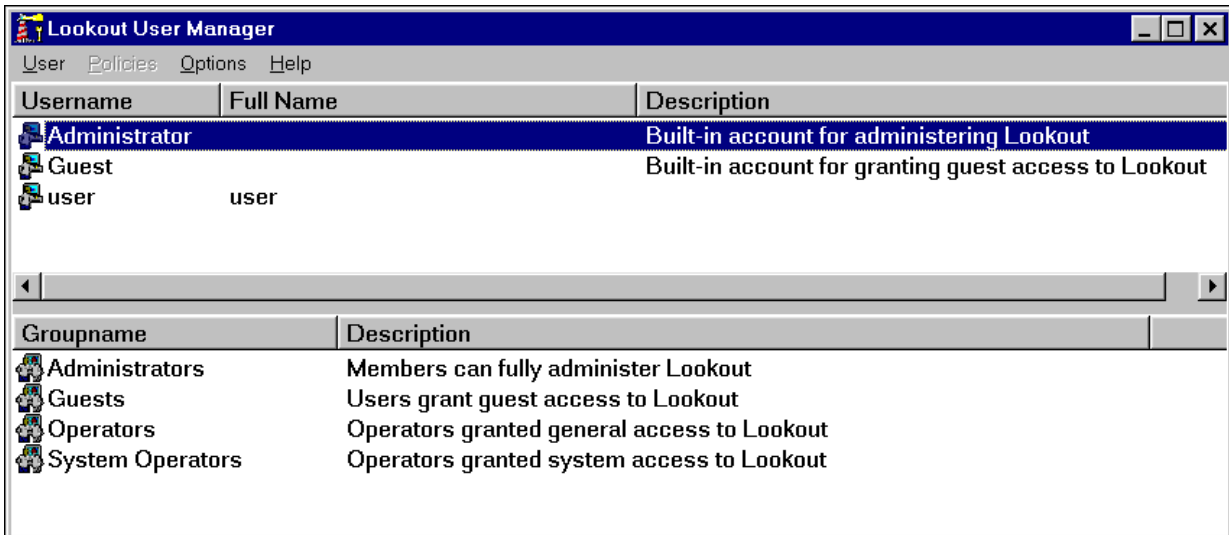 Lookout User Manager
User Policies Options Help
Username Full Name Description
Administrator Built-in account for administering Lookout
Guest Built-in account for granting guest access to Lookout
user user
Groupname Description
Administrators Members can fully administer Lookout
Guests Users grant guest access to Lookout
Operators Operators granted general access to Lookout
System Operators Operators granted system access to Lookout